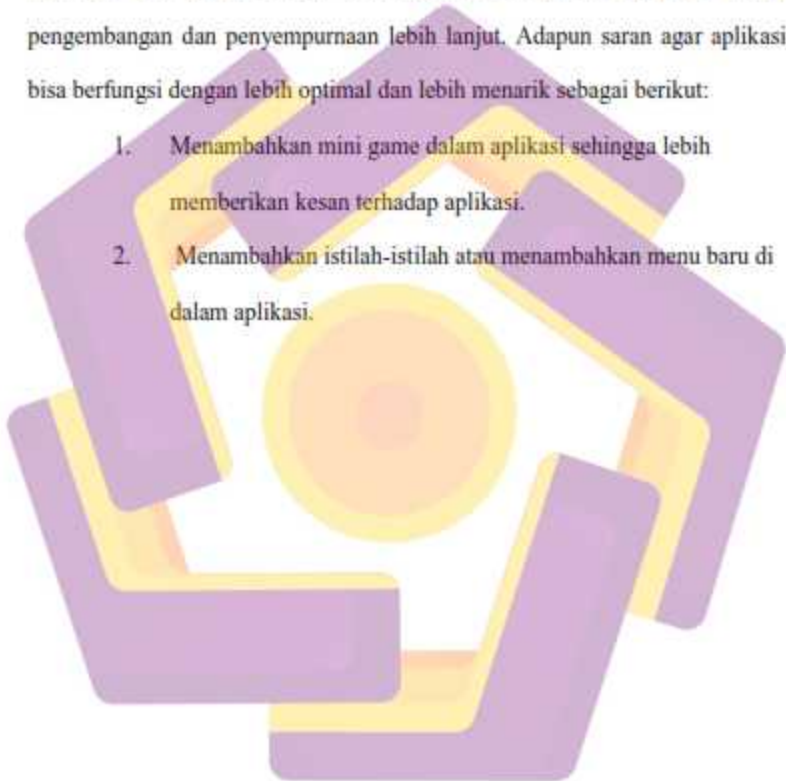 pengembangan dan penyempurnaan lebih lanjut. Adapun saran agar aplikasi
bisa berfungsi dengan lebih optimal dan lebih menarik sebagai berikut:
1. Menambahkan mini game dalam aplikasi sehingga lebih
memberikan kesan terhadap aplikasi.
2. Menambahkan istilah-istilah atau menambahkan menu baru di
dalam aplikasi.